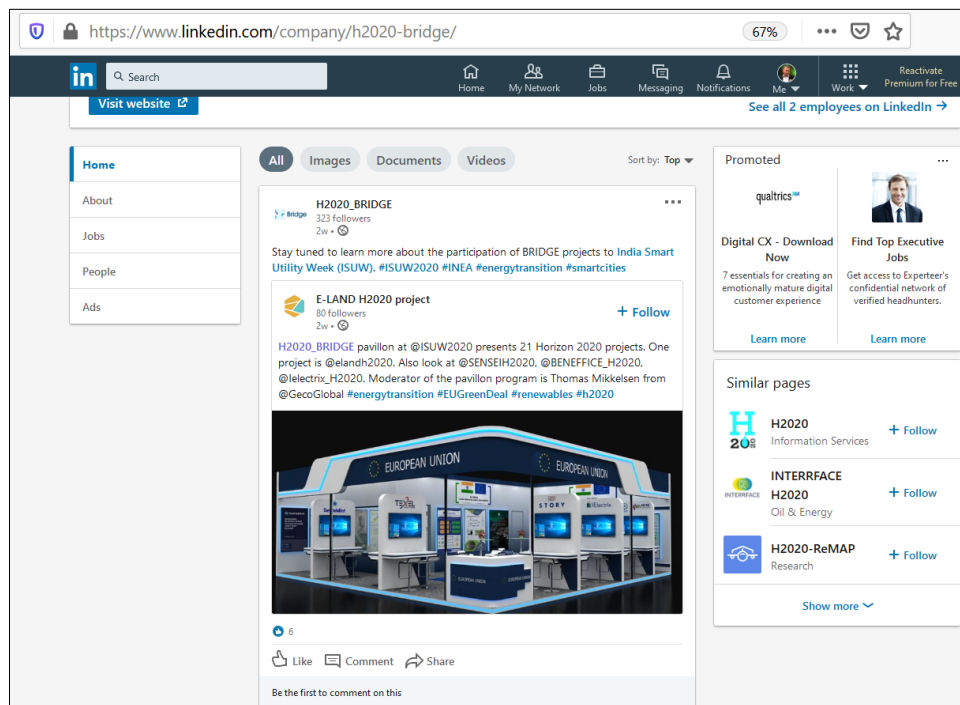 https://www.linkedin.com/company/h2020-bridge/
67%
in
Search
Home
My Network
Jobs
Messaging
Notifications
Me
Work
Reactivate
Premium for Free
Visit website
See all 2 employees on LinkedIn →
Home
About
Jobs
People
Ads
All
Images
Documents
Videos
Sort by: Top
H2020_BRIDGE
Bridge
323 followers
2w •
Stay tuned to learn more about the participation of BRIDGE projects to India Smart
Utility Week (ISUW). #ISUW2020 #INEA #energytransition #smartcities
E-LAND H2020 project
80 followers
2w •
+ Follow
H2020_BRIDGE pavillon at @ISUW2020 presents 21 Horizon 2020 projects. One
project is @elandh2020. Also look at @SENSEIH2020, @BENEFFICE_H2020,
@Ielectrix_H2020. Moderator of the pavillon program is Thomas Mikkelsen from
@GecoGlobal #energytransition #EUGreenDeal #renewables #h2020
EUROPEAN UNION
EUROPEAN UNION
STORY
EUROPEAN UNION
EUROPEAN UNION
6
Like
Comment
Share
Be the first to comment on this
Promoted
qualtrics
Digital CX - Download
Now
7 essentials for creating an
emotionally mature digital
customer experience
Learn more
Find Top Executive
Jobs
Get access to Experteer's
confidential network of
verified headhunters.
Learn more
Similar pages
H2020
Information Services
+ Follow
INTERRFACE
INTERRFACE
H2020
Oil & Energy
+ Follow
H2020-ReMAP
Research
+ Follow
Show more